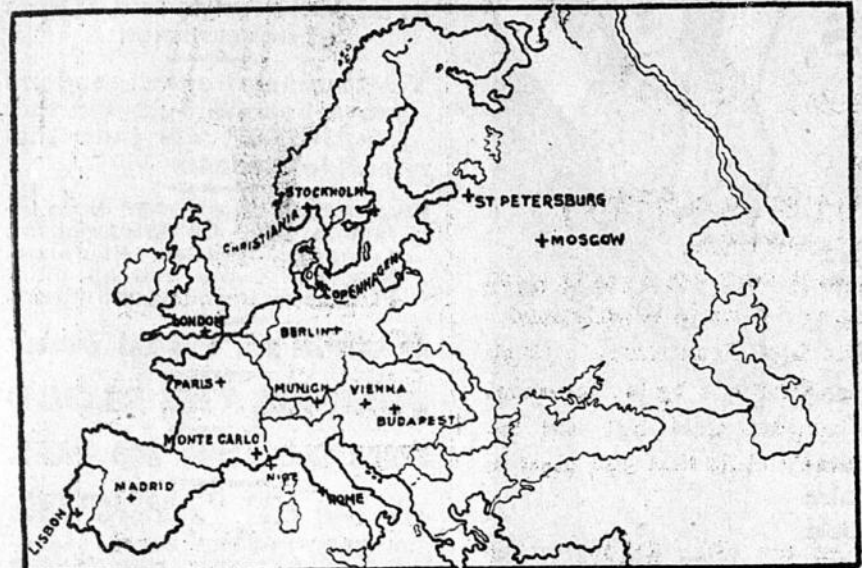 STOCKHOLM
CHRISTIANIA
ST. PETERSBURG
MOSCOW
COPENHAGEN
LONDON
BERLIN
PARIS
MUNICH
VIENNA
BUDAPEST
MONTE CARLO
NICE
MADRID
ROME
LISBON